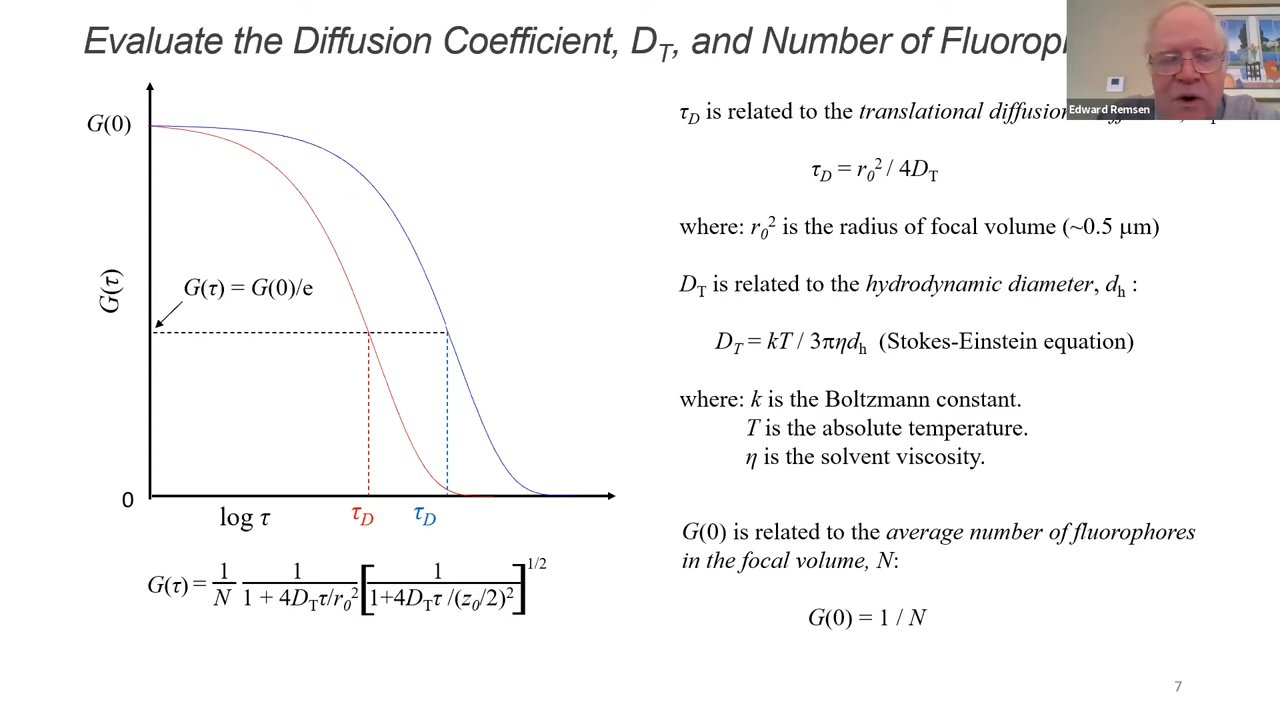 Evaluate the Diffusion Coefficient, D_T, and Number of
Edward Remsen
G(0)
G(τ)
G(τ) = G(0)/e
0
log τ
τ_D
τ_D
G(τ) = 1/N 1/(1 + 4D_Tτ/r_0²) [1/(1+4D_Tτ /(z_0/2)²)]^1/2
τ_D is related to the translational
τ_D = r_0² / 4D_T
where: r_0² is the radius of focal volume (~0.5 μm)
D_T is related to the hydrodynamic diameter, d_h :
D_T = kT / 3πηd_h (Stokes-Einstein equation)
where: k is the Boltzmann constant.
T is the absolute temperature.
η is the solvent viscosity.
G(0) is related to the average number of fluorophores
in the focal volume, N:
G(0) = 1 / N
7